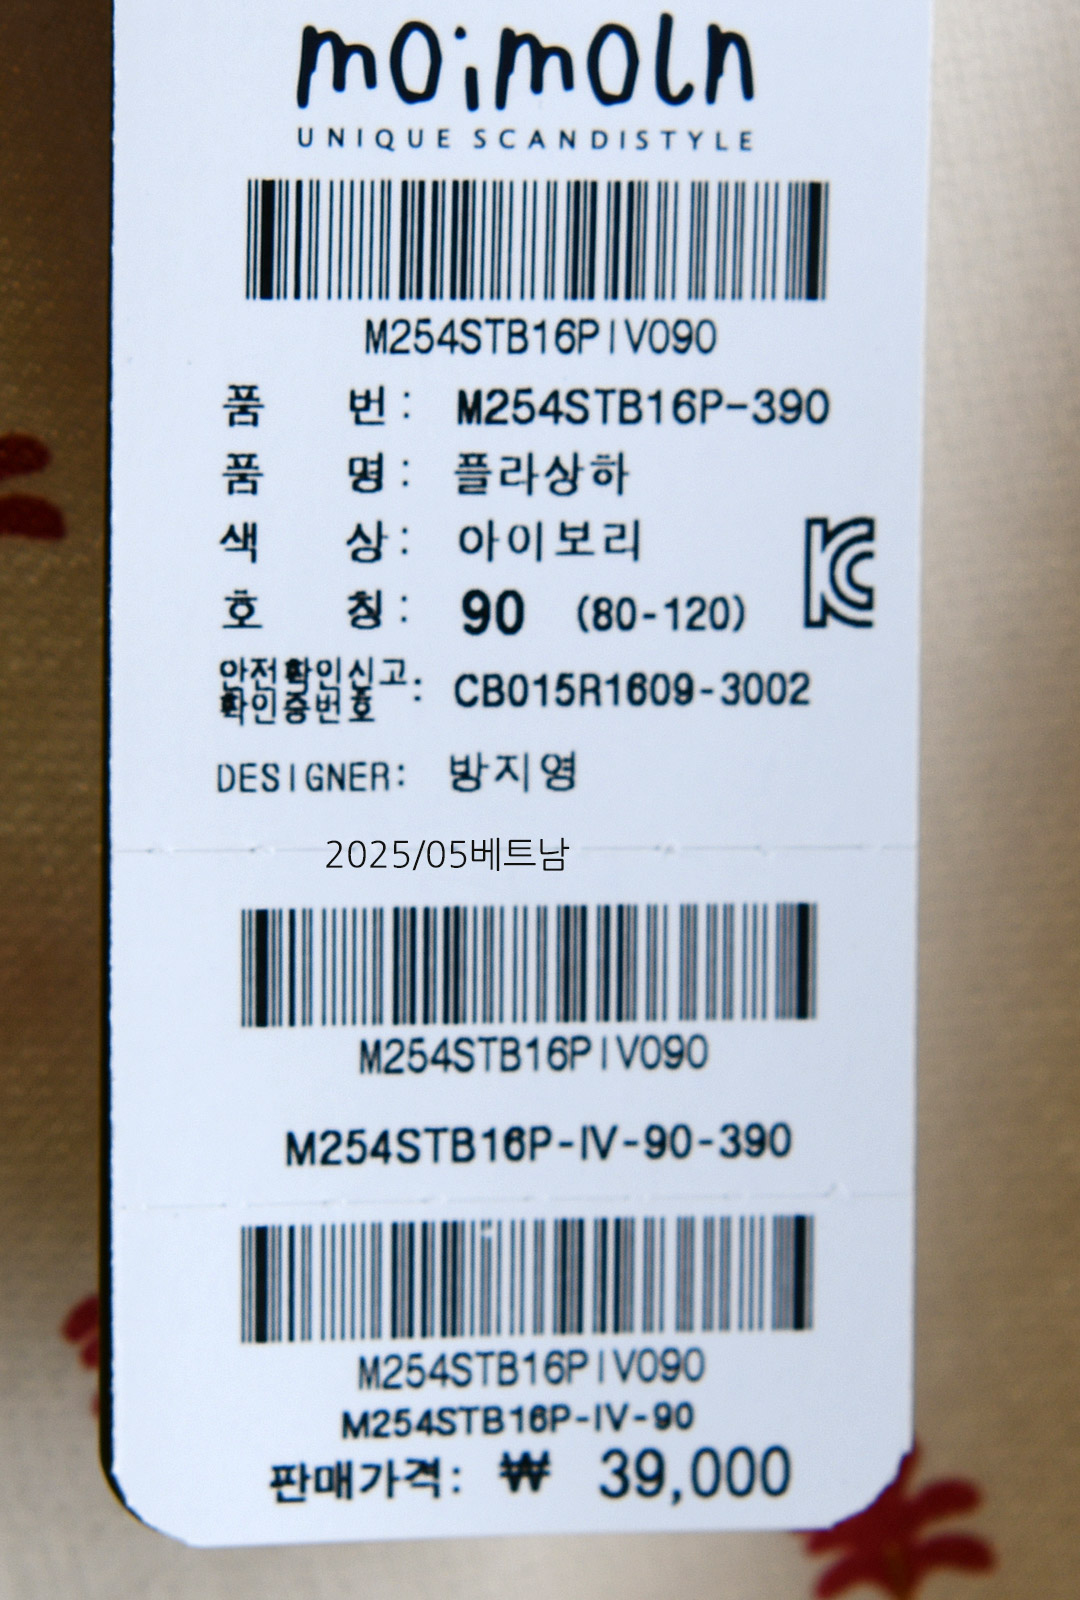 moimoln
UNIQUE SCANDISTYLE
M254STB16PIV090
품 번: M254STB16P-390
품 명: 플라상하
색 상: 아이보리
호 칭: 90 (80-120)
안전확인신고
확인증번호: CB015R1609-3002
DESIGNER: 방지영
2025/05베트남
M254STB16PIV090
M254STB16P-IV-90-390
M254STB16PIV090
M254STB16P-IV-90
판매가격: ₩ 39,000